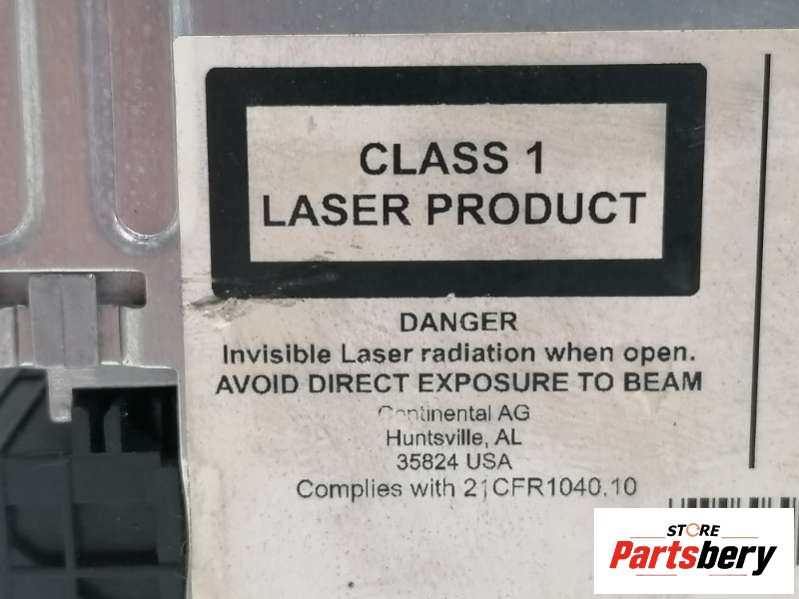 CLASS 1
LASER PRODUCT
DANGER
Invisible Laser radiation when open.
AVOID DIRECT EXPOSURE TO BEAM
Continental AG
Huntsville, AL
35824 USA
Complies with 21CFR1040.10
STORE
Partsbery